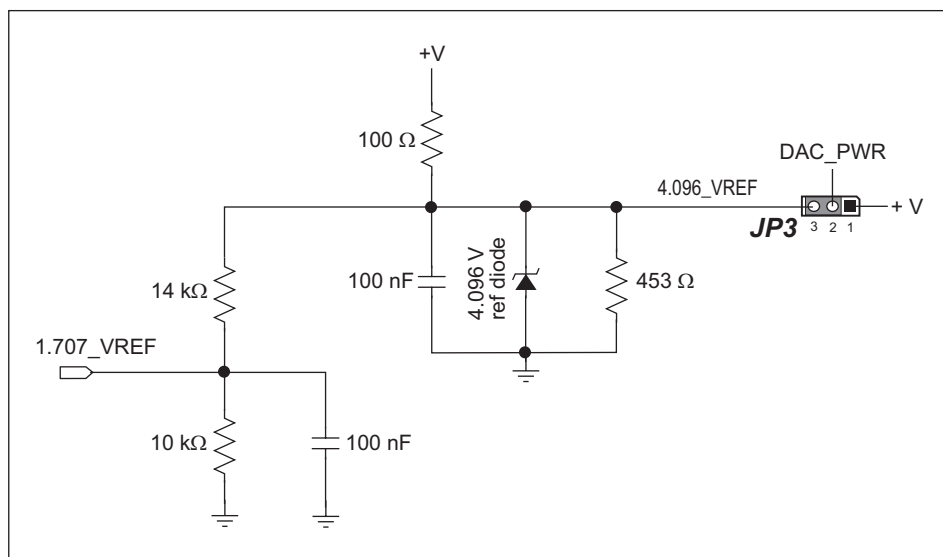 +V
100 Ω
DAC_PWR
4.096_VREF
+ V
JP3
3 2 1
14 kΩ
100 nF
4.096 V
ref diode
453 Ω
1.707_VREF
10 kΩ
100 nF